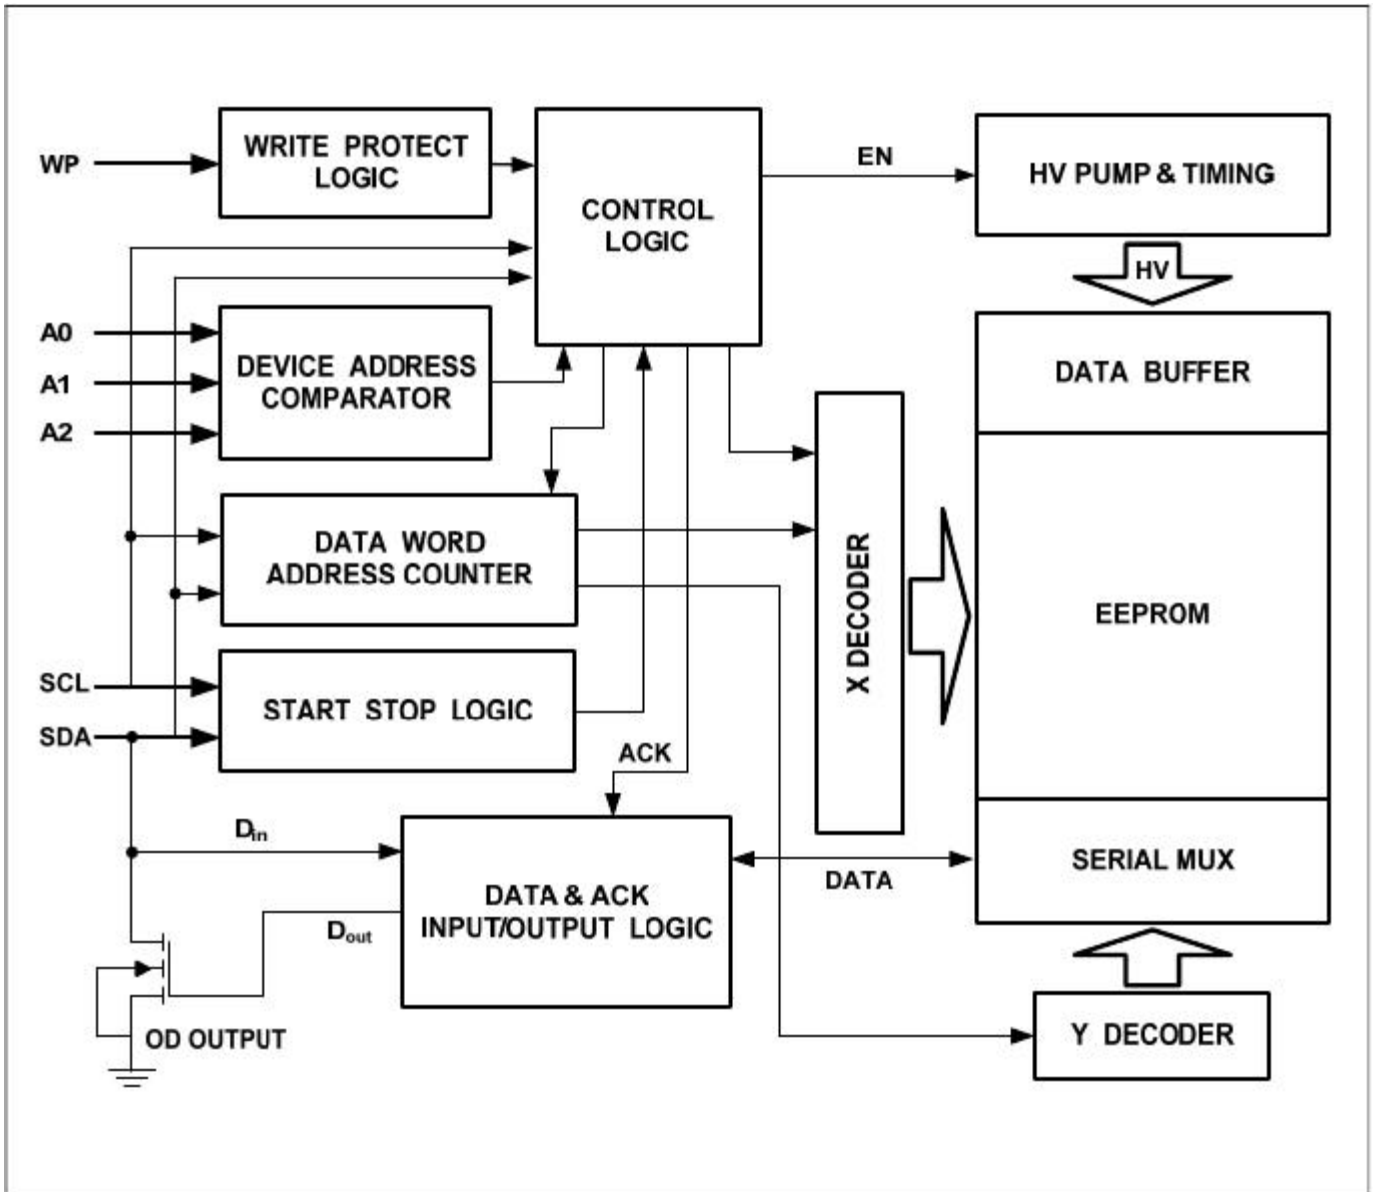 WP
WRITE PROTECT
LOGIC
CONTROL
LOGIC
EN
HV PUMP & TIMING
HV
A0
A1
A2
DEVICE ADDRESS
COMPARATOR
DATA BUFFER
DATA WORD
ADDRESS COUNTER
X DECODER
EEPROM
SCL
SDA
START STOP LOGIC
ACK
Din
DATA & ACK
INPUT/OUTPUT LOGIC
Dout
DATA
SERIAL MUX
OD OUTPUT
Y DECODER